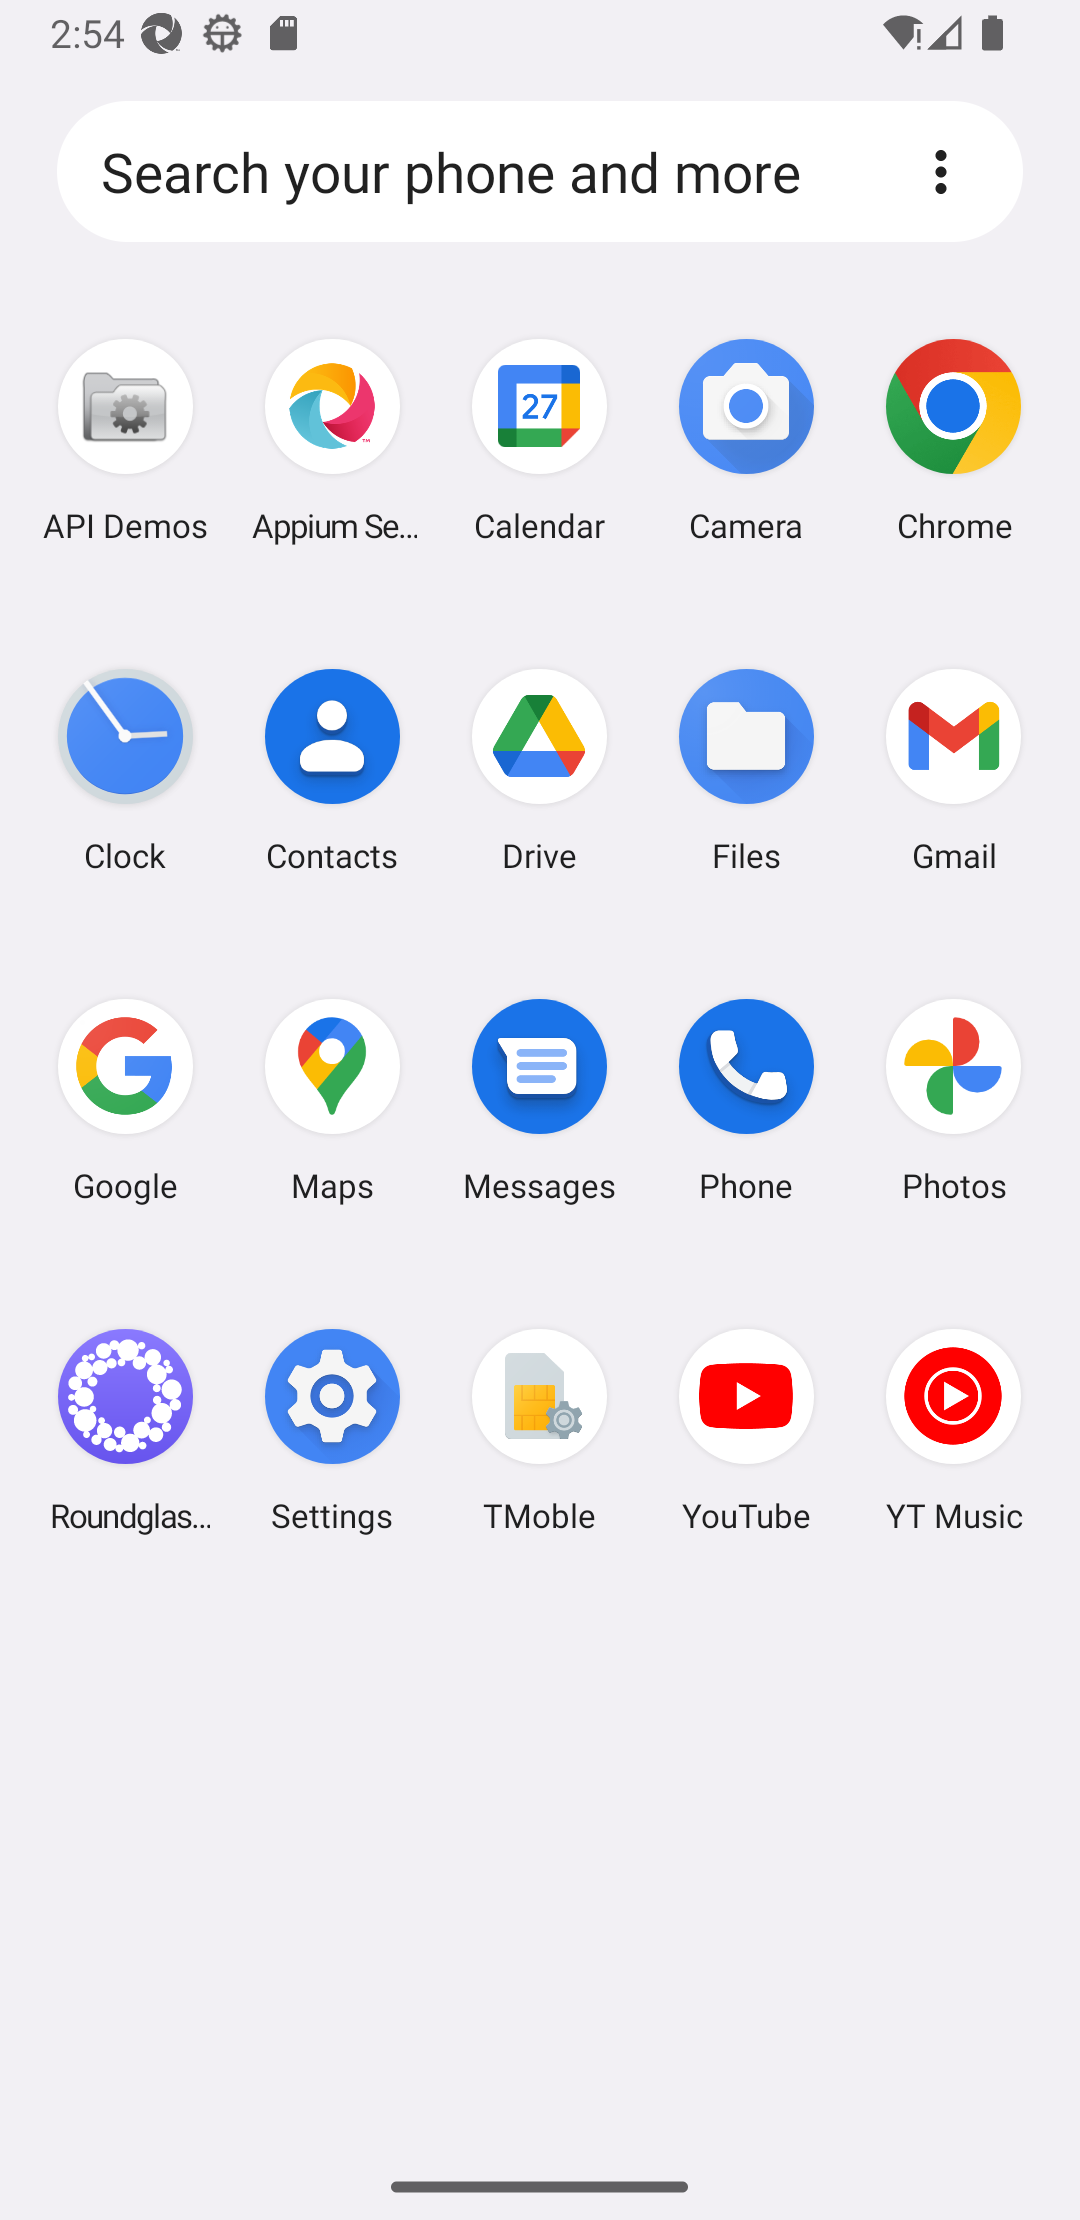 2:54
Search your phone and more
27
API Demos
Appium Se...
Calendar
Camera
Chrome
Clock
Contacts
Drive
Files
Gmail
Google
Maps
Messages
Phone
Photos
Roundglas...
Settings
TMoble
YouTube
YT Music